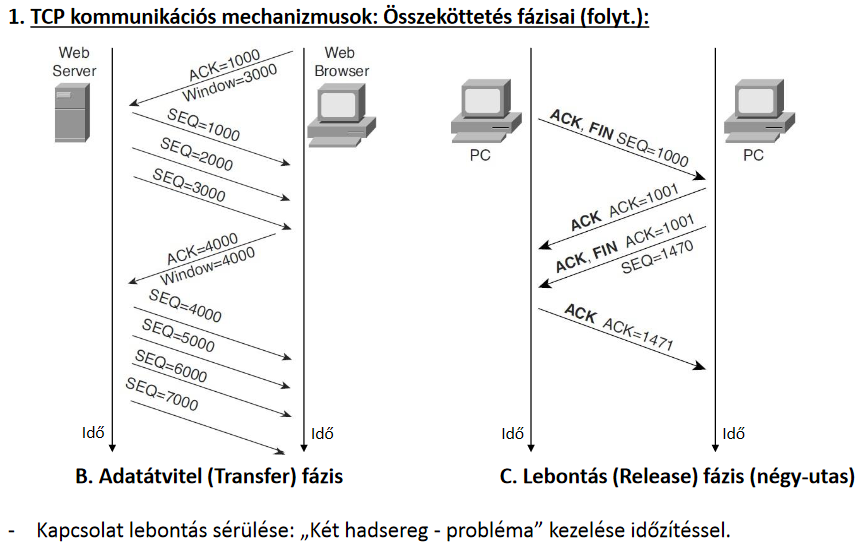 1. TCP kommunikációs mechanizmusok: Összeköttetés fázisai (folyt.):
Web
Server
Web
Browser
ACK=1000
Window=3000
SEQ=1000
SEQ=2000
SEQ=3000
ACK=4000
Window=4000
SEQ=4000
SEQ=5000
SEQ=6000
SEQ=7000
Idő
Idő
B. Adatátvitel (Transfer) fázis
PC
PC
ACK, FIN SEQ=1000
ACK ACK=1001
ACK, FIN ACK=1001
SEQ=1470
ACK ACK=1471
Idő
Idő
C. Lebontás (Release) fázis (négy-utas)
- Kapcsolat lebontás sérülése: „Két hadsereg - probléma” kezelése időzítéssel.